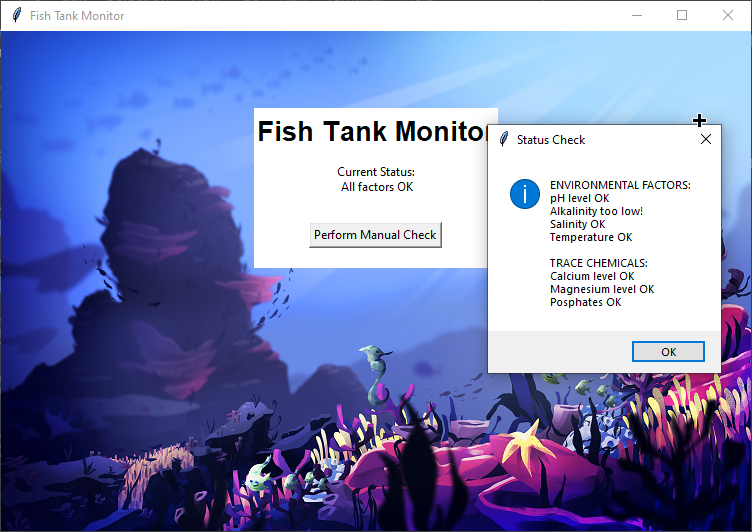 Fish Tank Monitor
Fish Tank Monitor
Current Status:
All factors OK
Perform Manual Check
Status Check
ENVIRONMENTAL FACTORS:
pH level OK
Alkalinity too low!
Salinity OK
Temperature OK
TRACE CHEMICALS:
Calcium level OK
Magnesium level OK
Posphates OK
OK